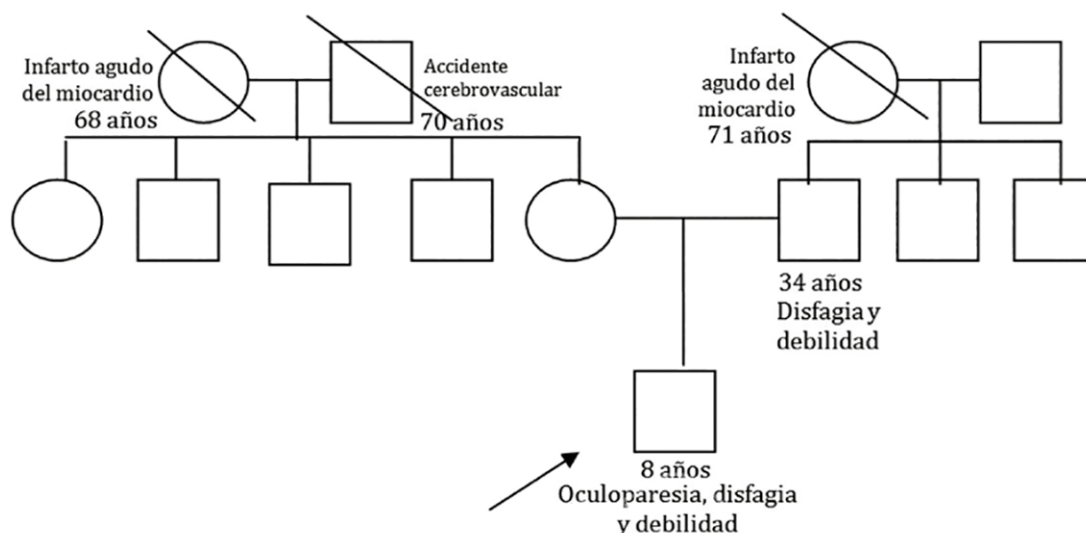 Infarto agudo
del miocardio
68 años
Accidente
cerebrovascular
70 años
Infarto
agudo del
miocardio
71 años
34 años
Disfagia y
debilidad
8 años
Oculoparesia, disfagia
y debilidad